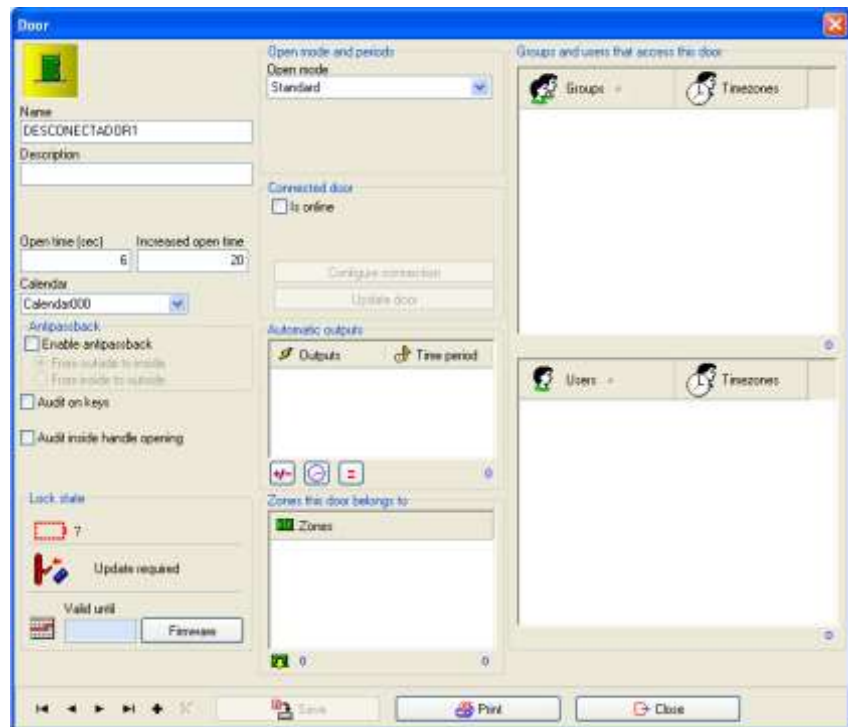 Door
Name
DESCONECTADOR1
Description
Open time (sec)
Increased open time
6
20
Calendar
Calendar000
Antipassback
Enable antipassback
From outside to inside
From inside to outside
Audit on keys
Audit inside handle opening
Lock state
?
Update required
Valid until
Firmware
Open mode and periods
Open mode
Standard
Connected door
Is online
Configure connection
Update door
Automatic outputs
Outputs
Time period
+/-
=
0
Zones this door belongs to
Zones
0
0
Groups and users that access this door
Groups
Timezones
0
Users
Timezones
0
Save
Print
Close